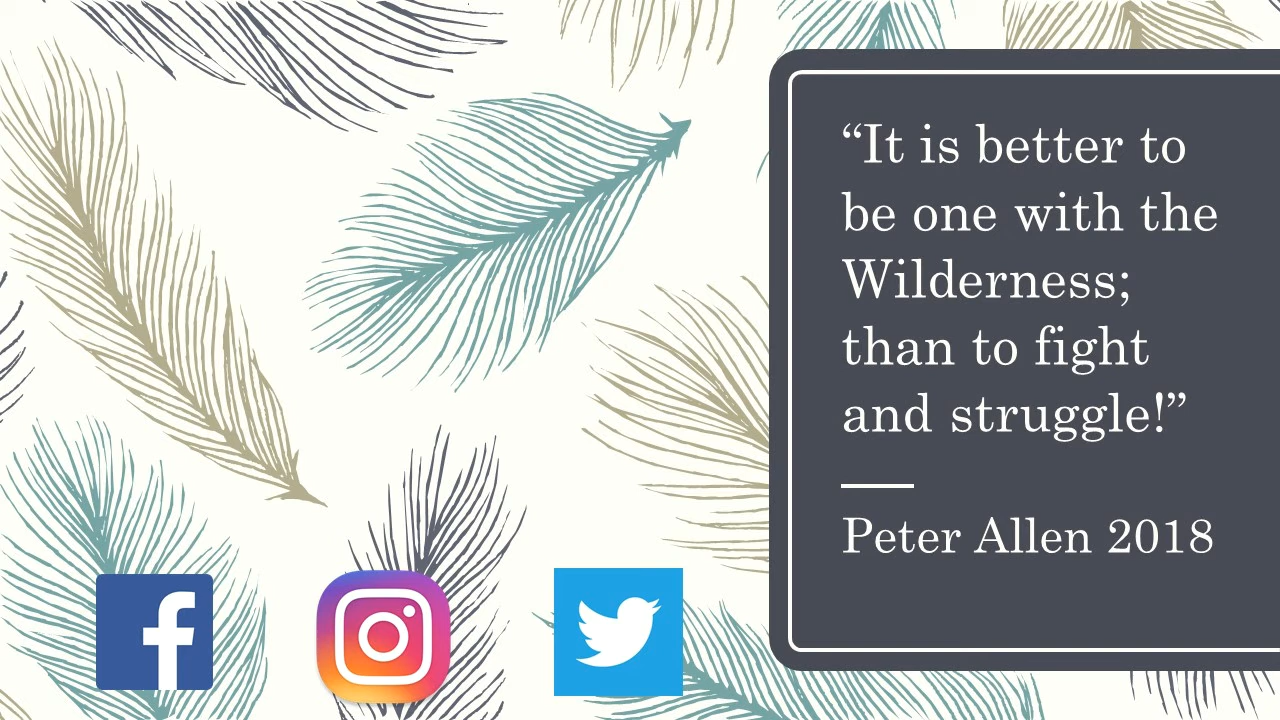 “It is better to
be one with the
Wilderness;
than to fight
and struggle!”
Peter Allen 2018